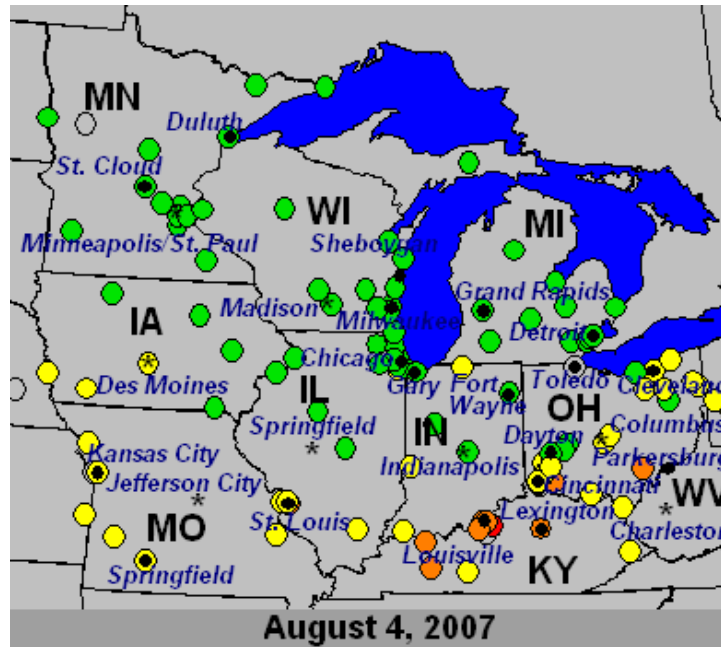 MN
Duluth
St. Cloud
WI
MI
Minneapolis/St. Paul
Sheboygan
Grand Rapids
Madison
Milwaukee
IA
Detroit
Chicago
Des Moines
Gary
Fort
Wayne
Toledo
Cleveland
IL
OH
Springfield
IN
Columbus
Dayton
Kansas City
Indianapolis
Parkersburg
Jefferson City
Cincinnati
WV
MO
St. Louis
Lexington
Charleston
Louisville
Springfield
KY
August 4, 2007